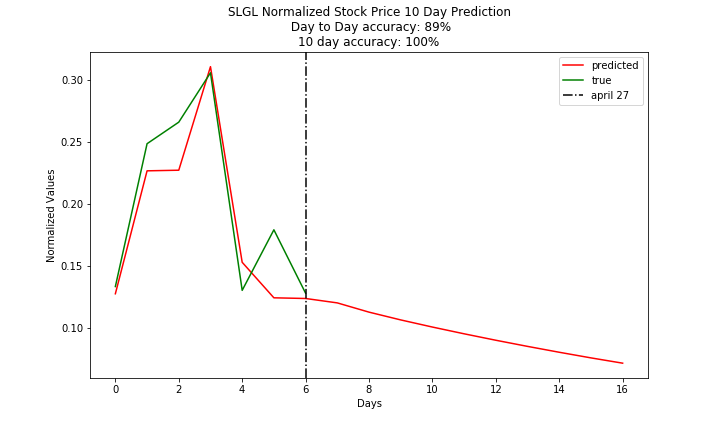 SLGL Normalized Stock Price 10 Day Prediction
Day to Day accuracy: 89%
10 day accuracy: 100%
predicted
true
april 27
Normalized Values
0.30
0.25
0.20
0.15
0.10
0 2 4 6 8 10 12 14 16
Days